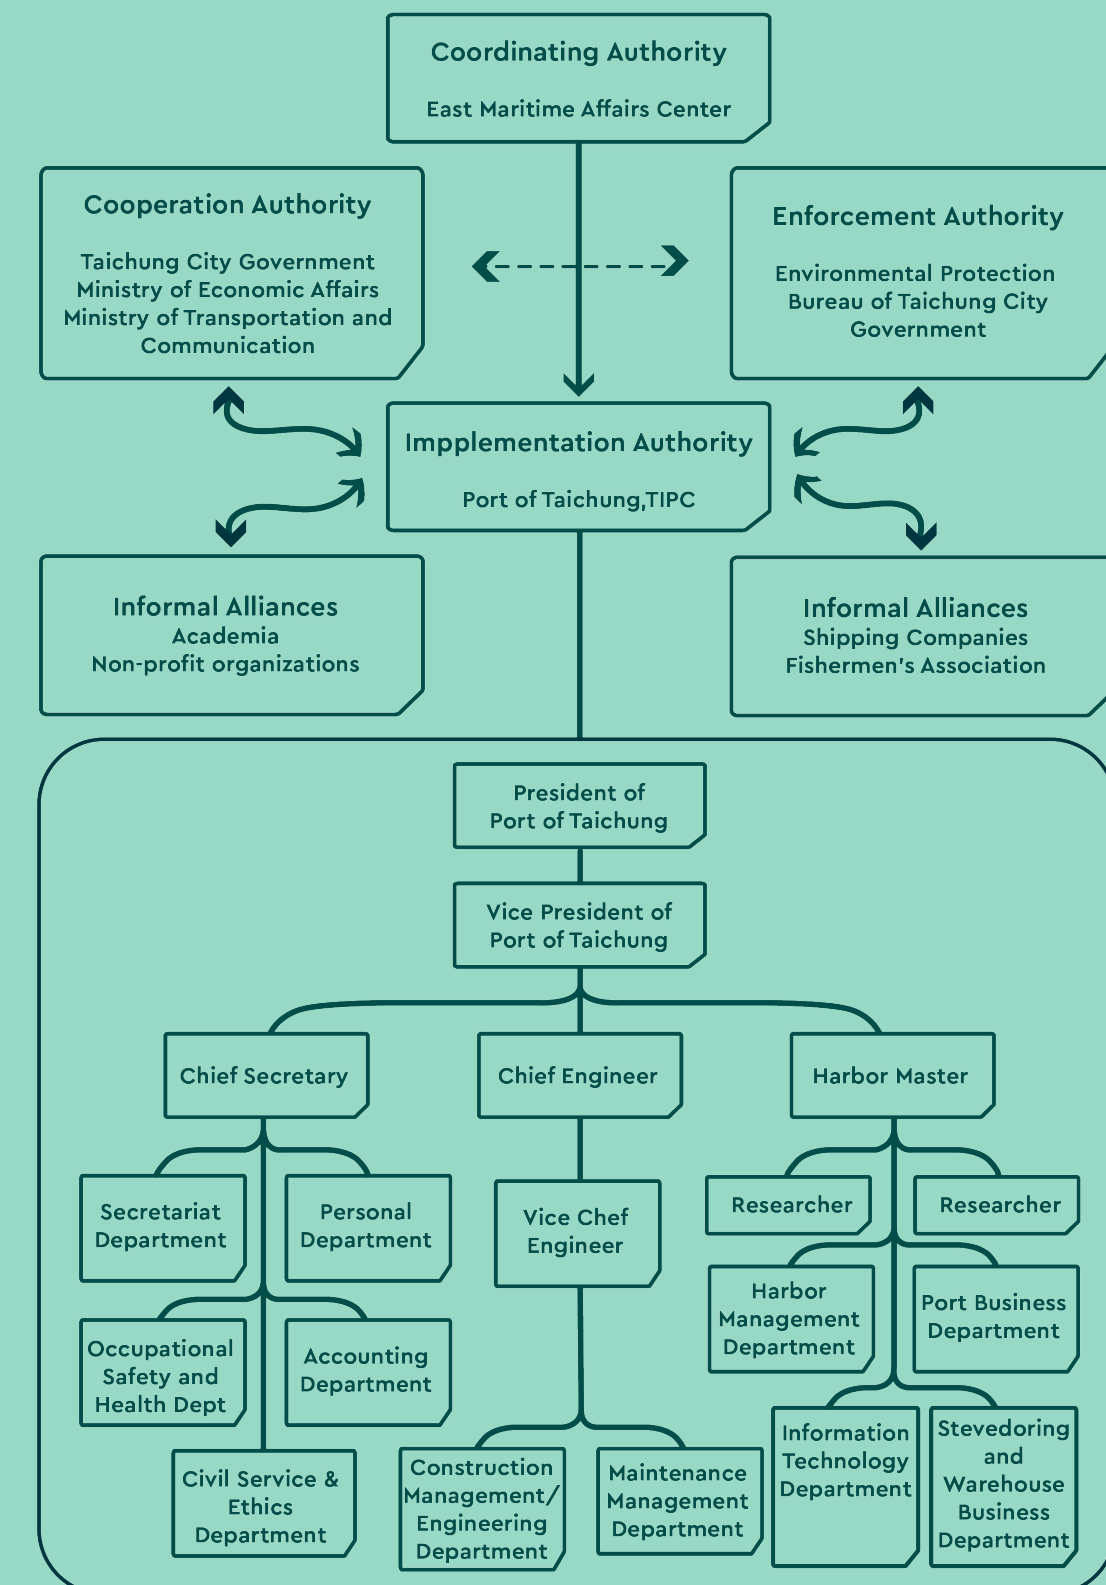 Coordinating Authority
East Maritime Affairs Center
Cooperation Authority
Taichung City Government
Ministry of Economic Affairs
Ministry of Transportation and
Communication
Enforcement Authority
Environmental Protection
Bureau of Taichung City
Government
Impplementation Authority
Port of Taichung,TIPC
Informal Alliances
Academia
Non-profit organizations
Informal Alliances
Shipping Companies
Fishermen's Association
President of
Port of Taichung
Vice President of
Port of Taichung
Chief Secretary
Chief Engineer
Harbor Master
Secretariat
Department
Personal
Department
Occupational
Safety and
Health Dept
Accounting
Department
Civil Service &
Ethics
Department
Vice Chef
Engineer
Construction
Management/
Engineering
Department
Maintenance
Management
Department
Researcher
Researcher
Harbor
Management
Department
Port Business
Department
Information
Technology
Department
Stevedoring
and
Warehouse
Business
Department